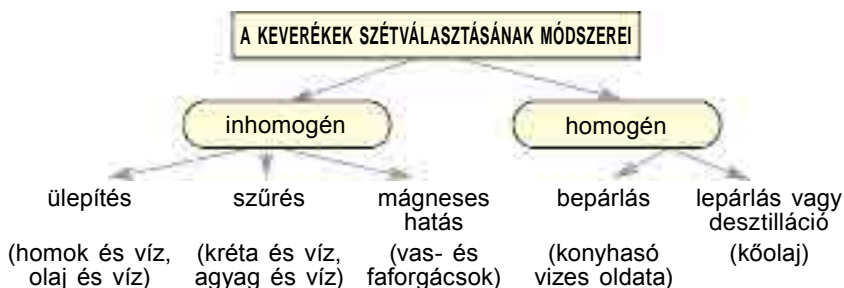 A KEVERÉKEK SZÉTVÁLASZTÁSÁNAK MÓDSZEREI
inhomogén
homogén
ülepítés
(homok és víz,
olaj és víz)
szűrés
(kréta és víz,
agyag és víz)
mágneses
hatás
(vas- és
faforgácsok)
bepárlás
(konyhasó
vizes oldata)
lepárlás vagy
desztilláció
(kőolaj)